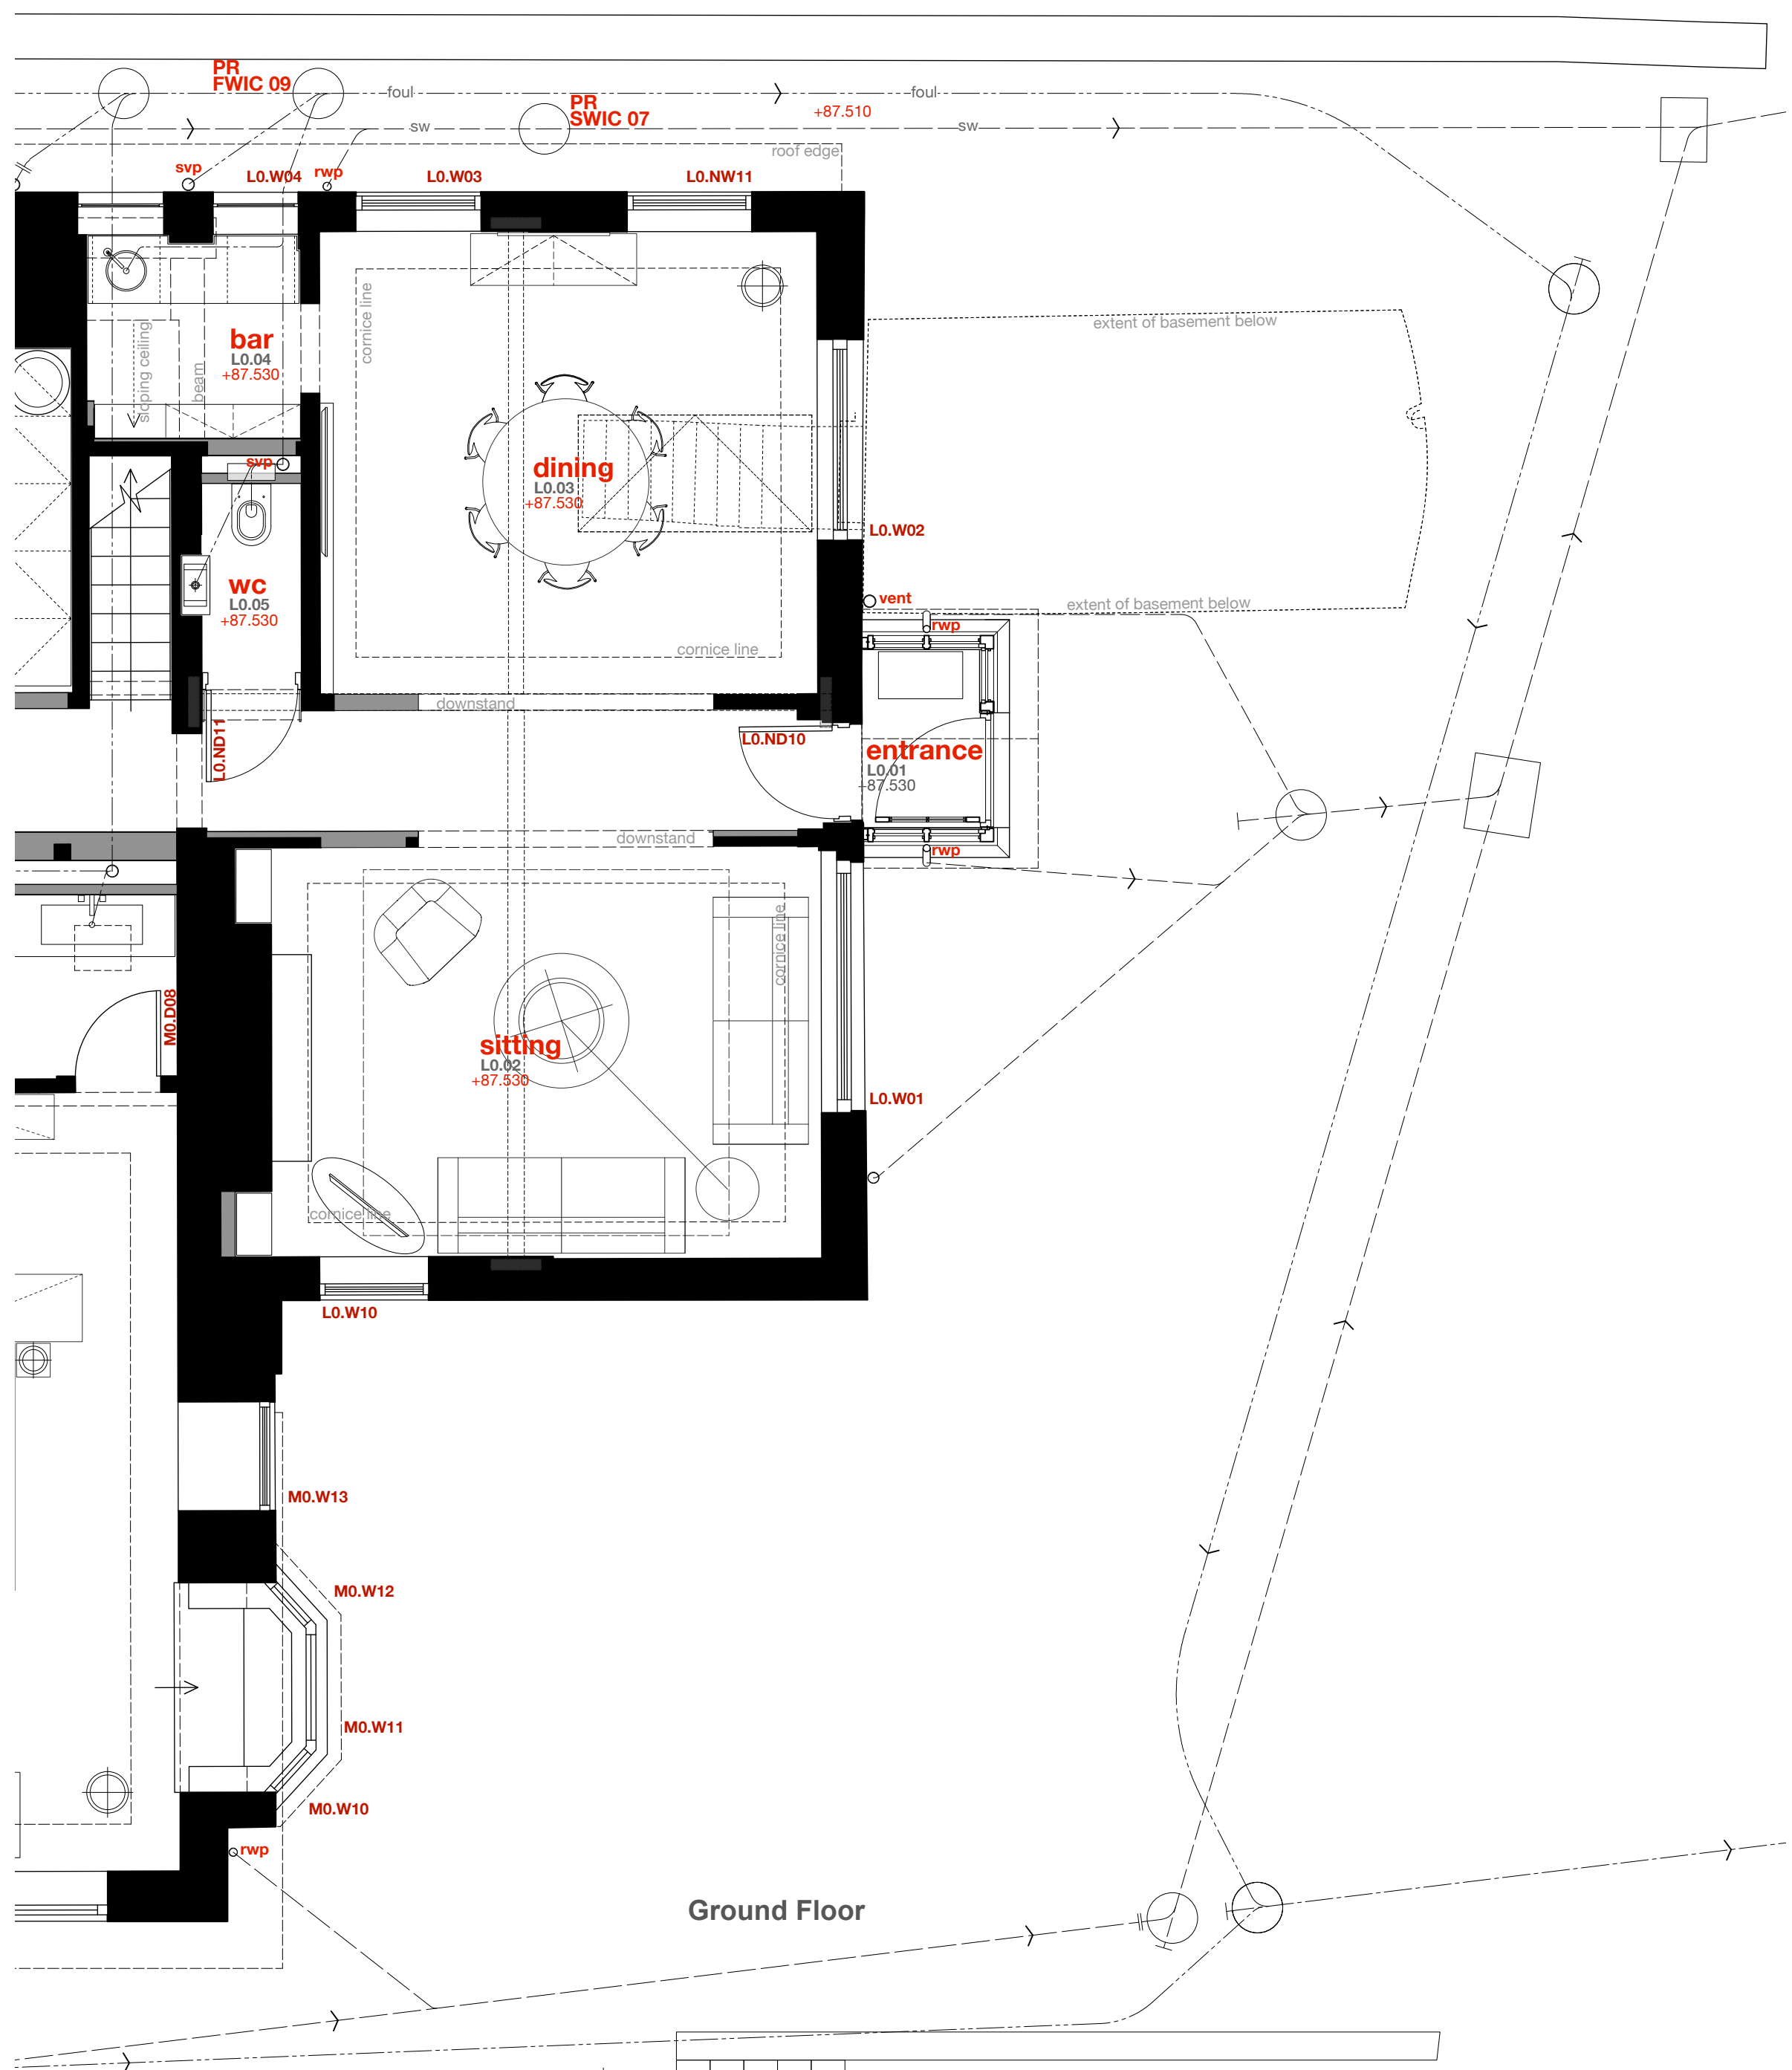 PR
FWIC 09
foul
foul
PR
SWIC 07
+87.510
sw
sw
roof edge
svp
rwp
L0.W04
L0.W03
L0.NW11
cornice line
extent of basement below
sloping ceiling
beam
bar
L0.04
+87.530
svp
dining
L0.03
+87.530
L0.W02
wc
L0.05
+87.530
vent
extent of basement below
rwp
cornice line
downstand
L0.ND11
L0.ND10
entrance
L0.01
+87.530
downstand
rwp
cornice line
M0.D08
sitting
L0.02
+87.530
L0.W01
cornice line
L0.W10
M0.W13
M0.W12
M0.W11
M0.W10
rwp
Ground Floor